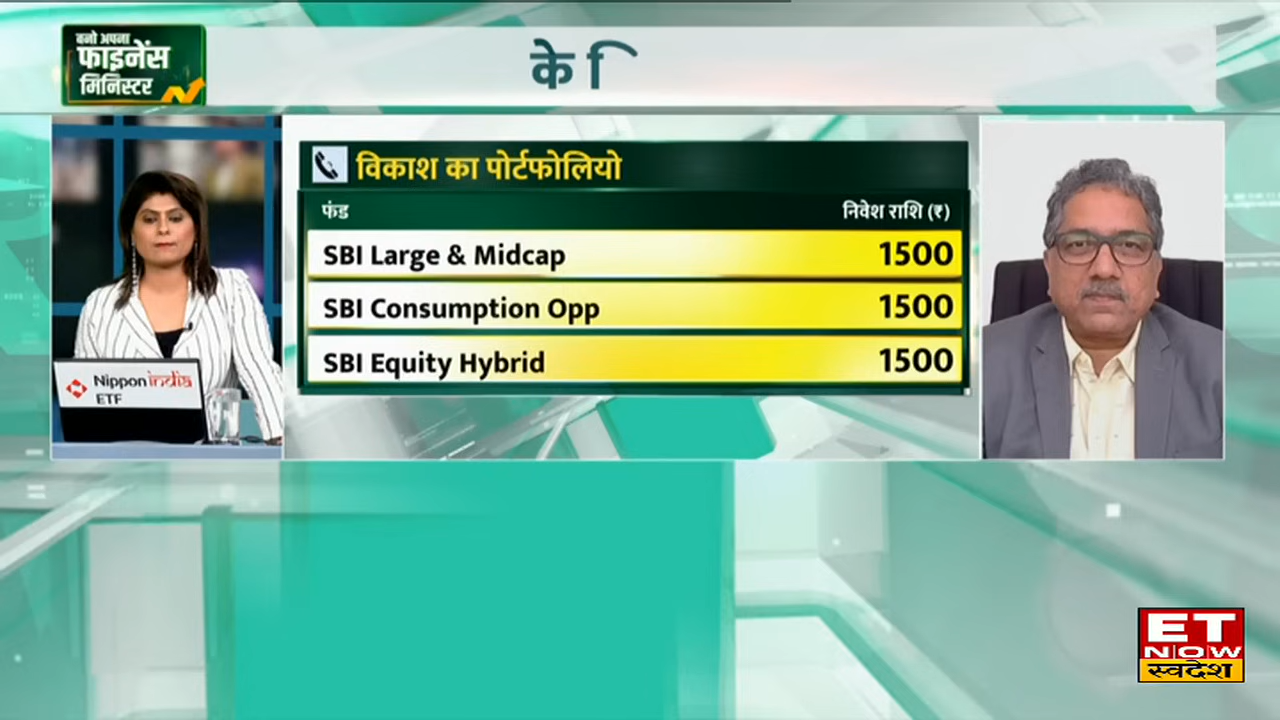 बनो अपना
फाइनेंस
मिनिस्टर
के
विकाश का पोर्टफोलियो
फंड निवेश राशि (₹)
SBI Large & Midcap 1500
SBI Consumption Opp 1500
SBI Equity Hybrid 1500
Nippon india
ETF
ET
NOW
स्वदेश